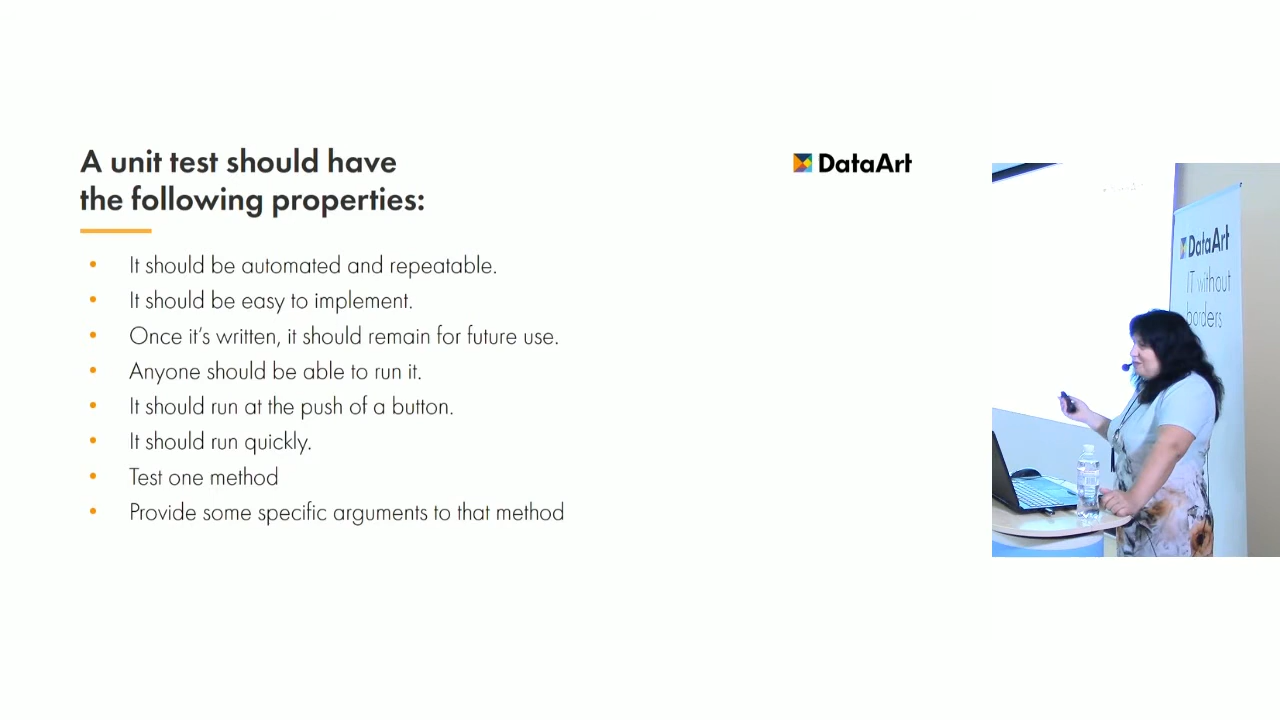 A unit test should have
the following properties:
DataArt
• It should be automated and repeatable.
• It should be easy to implement.
• Once it’s written, it should remain for future use.
• Anyone should be able to run it.
• It should run at the push of a button.
• It should run quickly.
• Test one method
• Provide some specific arguments to that method
DataArt
IT without
borders